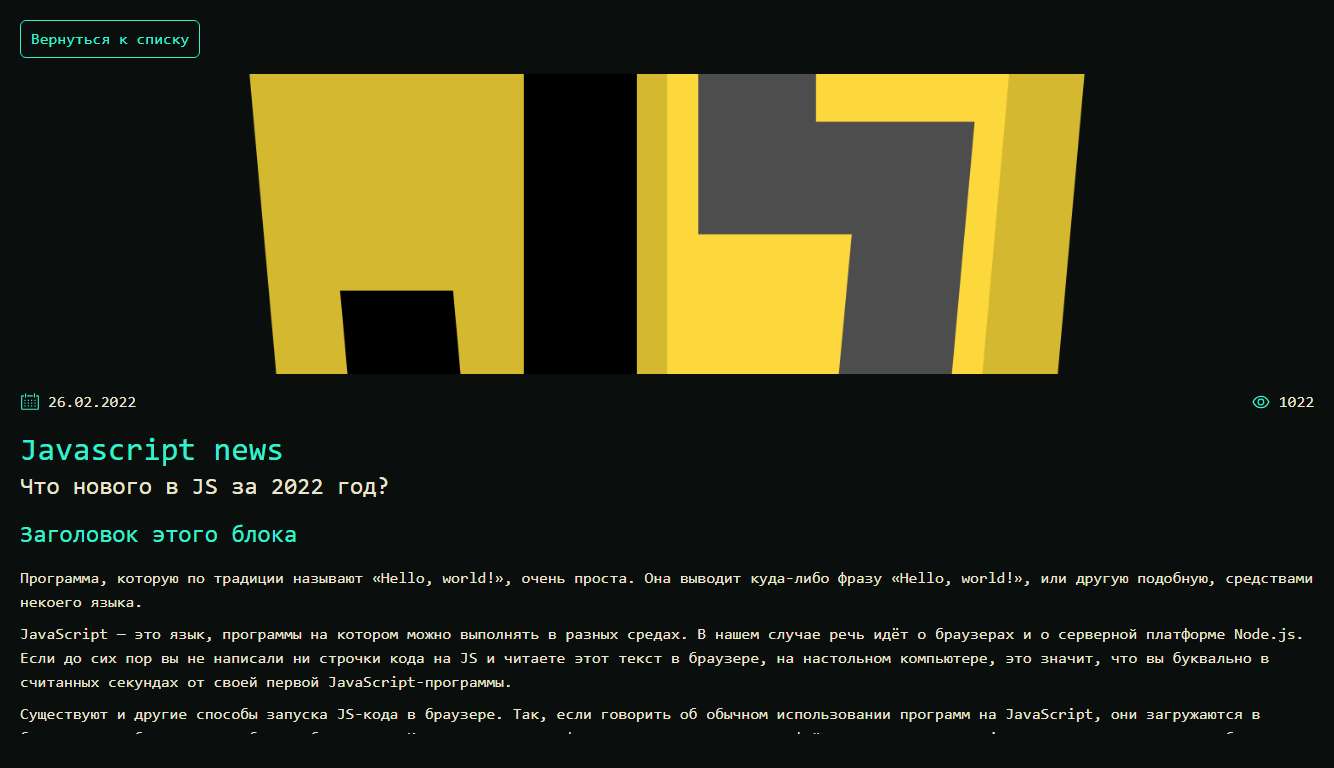 Вернуться к списку
26.02.2022
1022
Javascript news
Что нового в JS за 2022 год?
Заголовок этого блока
Программа, которую по традиции называют «Hello, world!», очень проста. Она выводит куда-либо фразу «Hello, world!», или другую подобную, средствами
некоего языка.
JavaScript — это язык, программы на котором можно выполнять в разных средах. В нашем случае речь идёт о браузерах и о серверной платформе Node.js.
Если до сих пор вы не написали ни строчки кода на JS и читаете этот текст в браузере, на настольном компьютере, это значит, что вы буквально в
считанных секундах от своей первой JavaScript-программы.
Существуют и другие способы запуска JS-кода в браузере. Так, если говорить об обычном использовании программ на JavaScript, они загружаются в